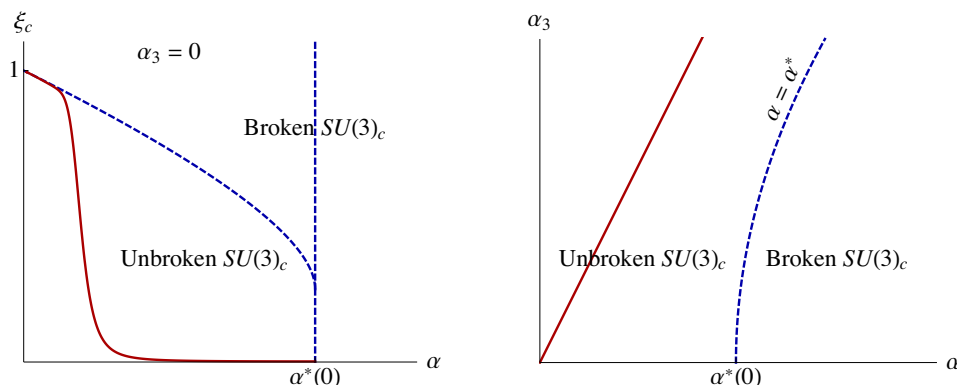 ξc
α3 = 0
1
Broken SU(3)c
Unbroken SU(3)c
α
α*(0)
α3
α = α*
Unbroken SU(3)c
Broken SU(3)c
α
α*(0)